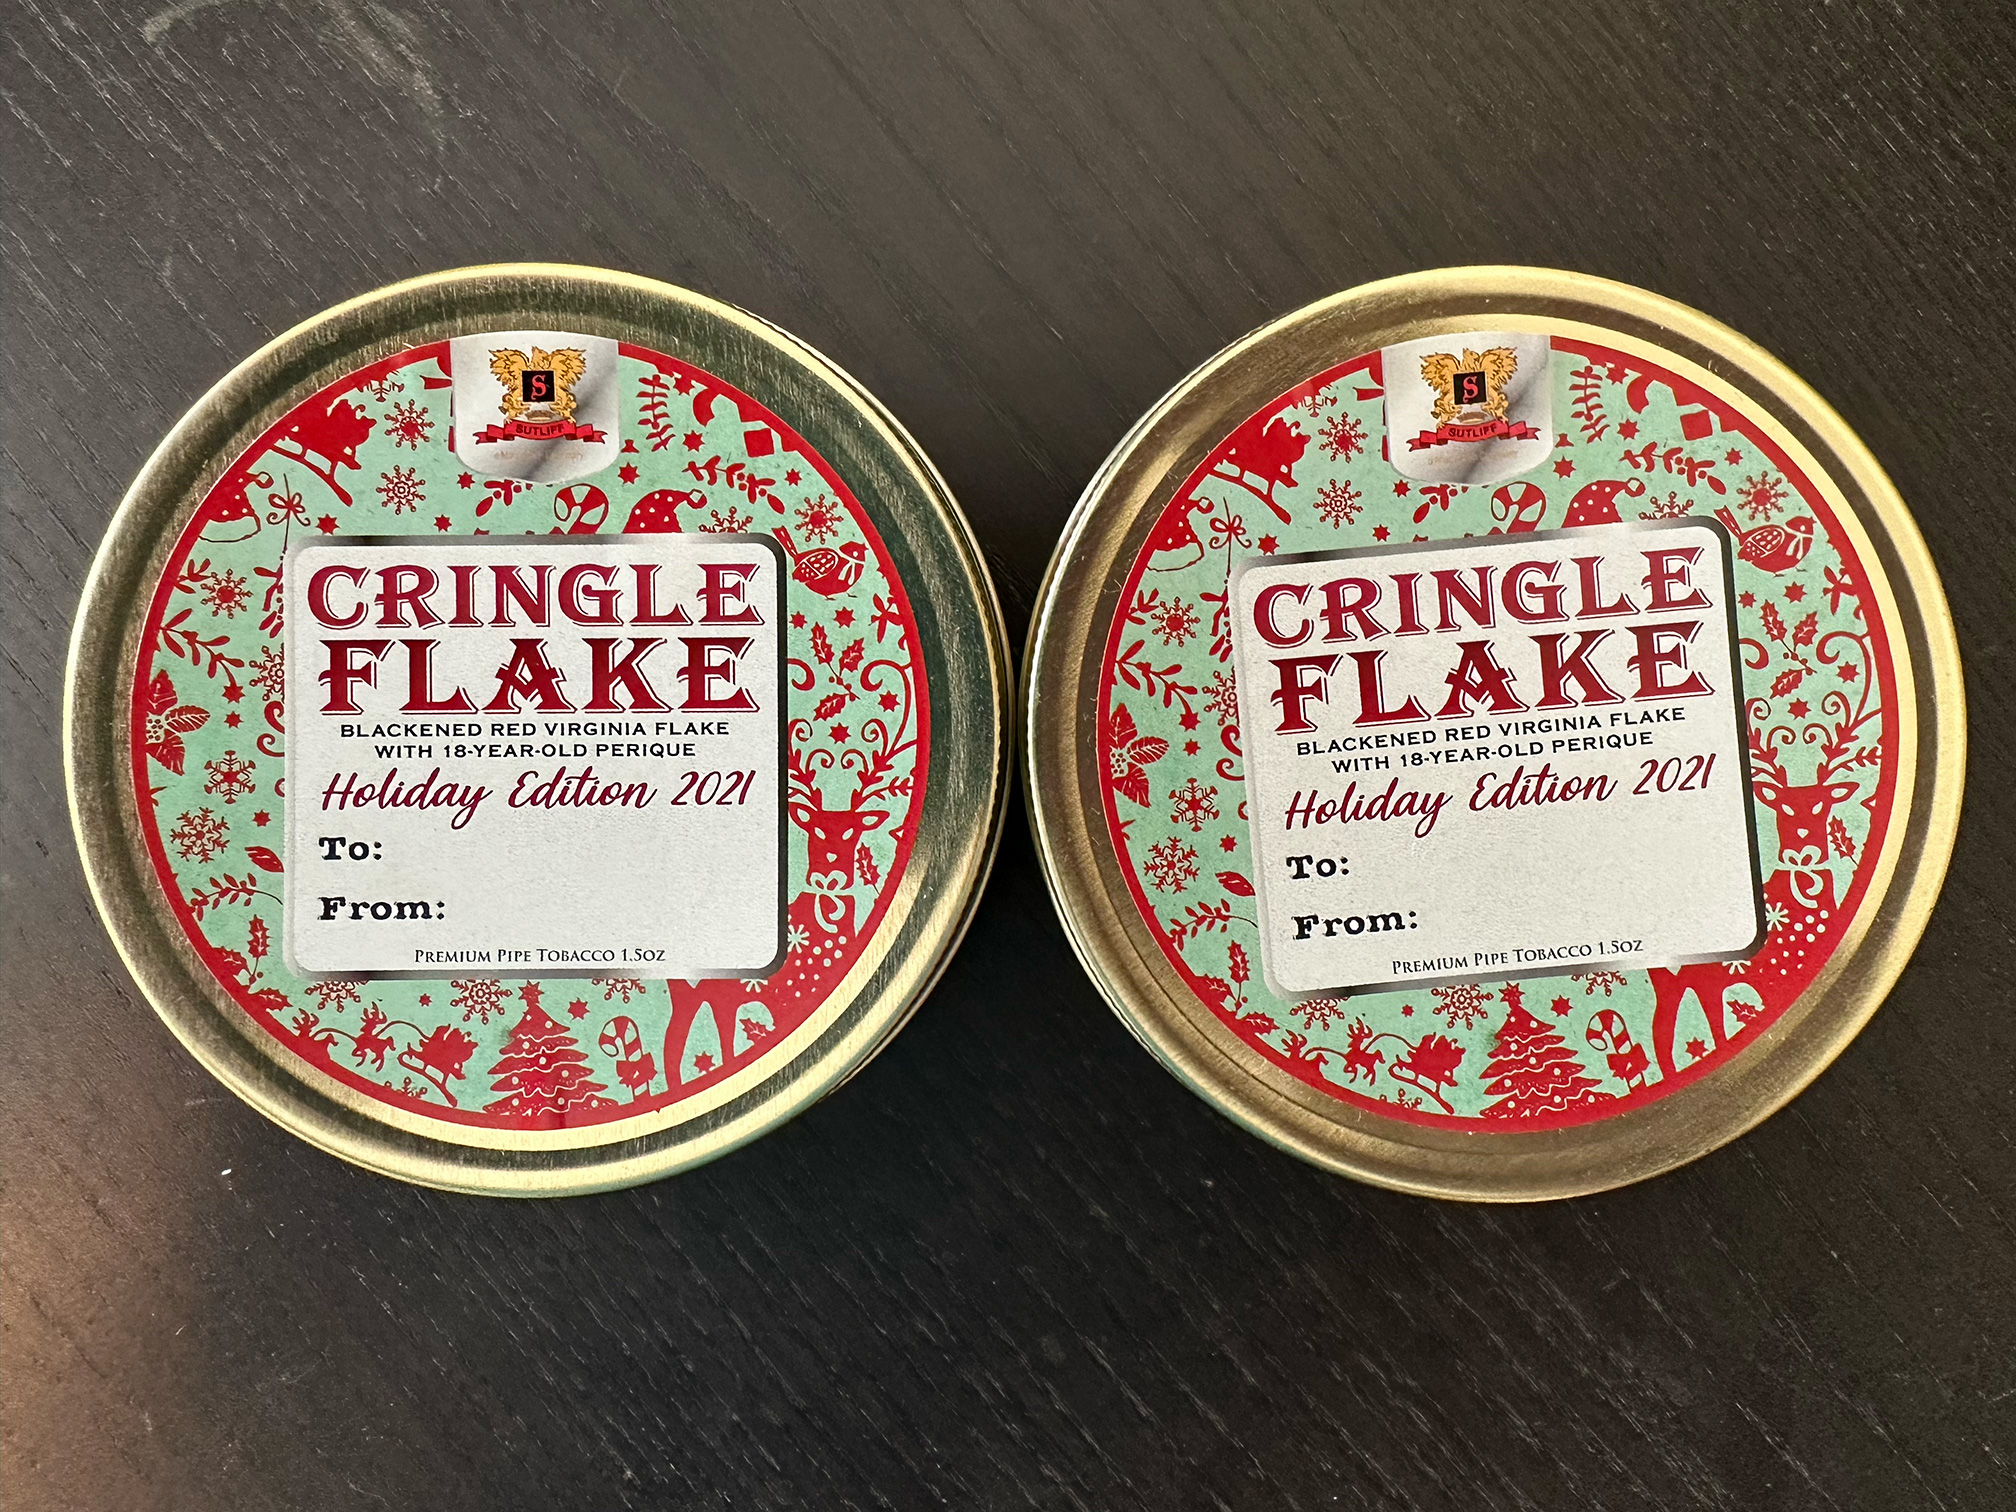 S
SUTLIFF
CRINGLE
FLAKE
BLACKENED RED VIRGINIA FLAKE
WITH 18-YEAR-OLD PERIQUE
Holiday Edition 2021
To:
From:
PREMIUM PIPE TOBACCO 1.5OZ
S
SUTLIFF
CRINGLE
FLAKE
BLACKENED RED VIRGINIA FLAKE
WITH 18-YEAR-OLD PERIQUE
Holiday Edition 2021
To:
From:
PREMIUM PIPE TOBACCO 1.5OZ